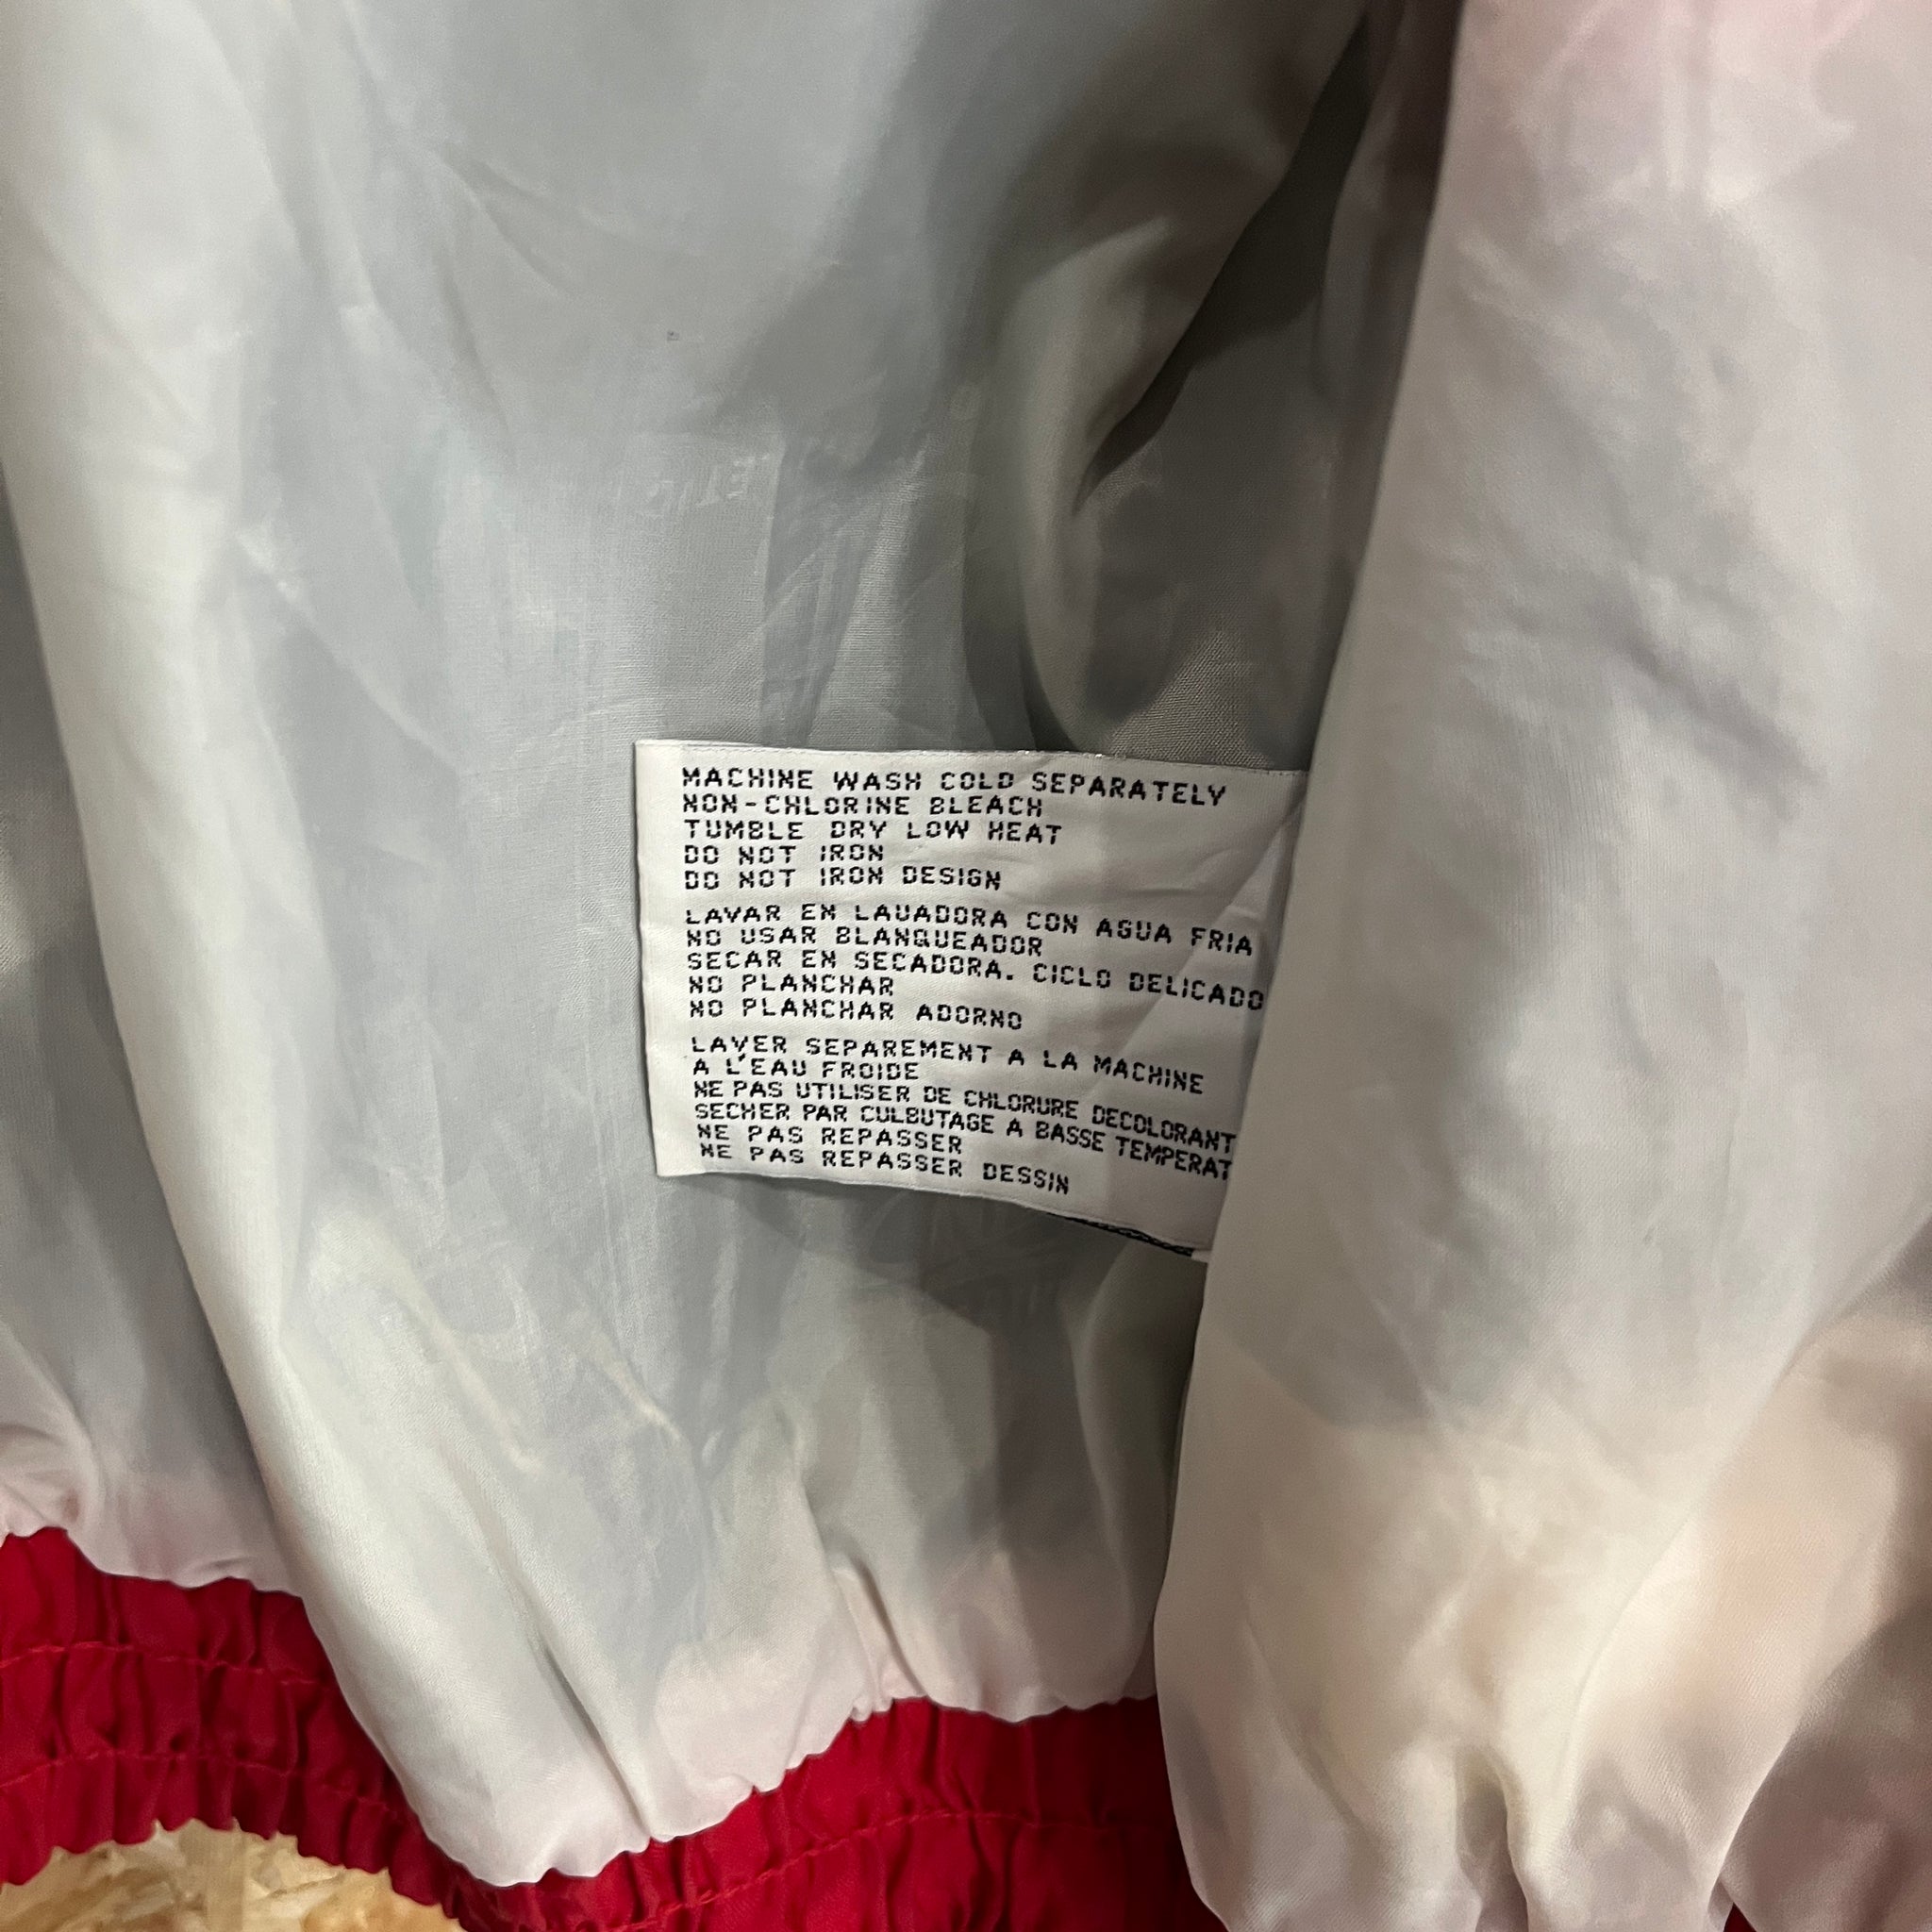 MACHINE WASH COLD SEPARATELY
NON-CHLORINE BLEACH
TUMBLE DRY LOW HEAT
DO NOT IRON
DO NOT IRON DESIGN
LAVAR EN LAUADORA CON AGUA FRIA
NO USAR BLANQUEADOR
SECAR EN SECADORA. CICLO DELICADO
NO PLANCHAR
NO PLANCHAR ADORNO
LAVER SEPAREMENT A LA MACHINE
A L'EAU FROIDE
NE PAS UTILISER DE CHLORURE DECOLORANT
SECHER PAR CULBUTAGE A BASSE TEMPERAT
NE PAS REPASSER
NE PAS REPASSER DESSIN